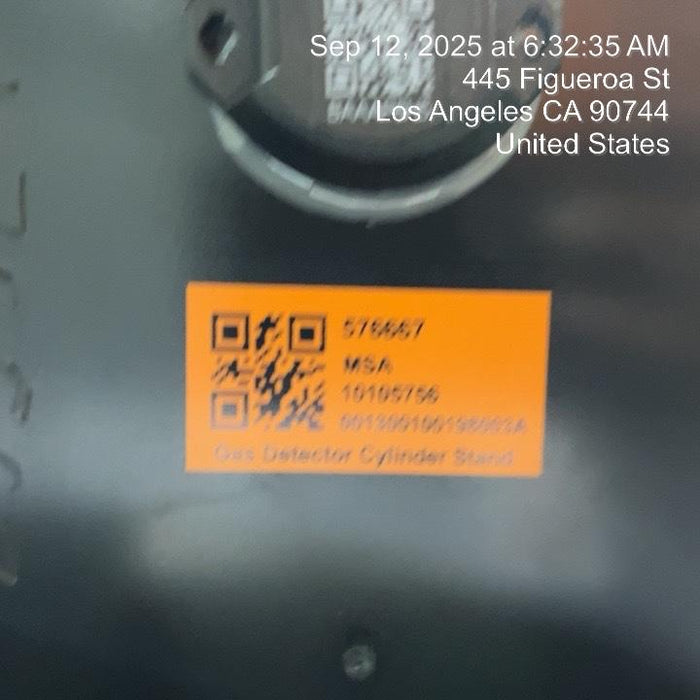 Sep 12, 2025 at 6:32:35 AM
445 Figueroa St
Los Angeles CA 90744
United States
576667
MSA
10105756
Gas Detector Cylinder Stand